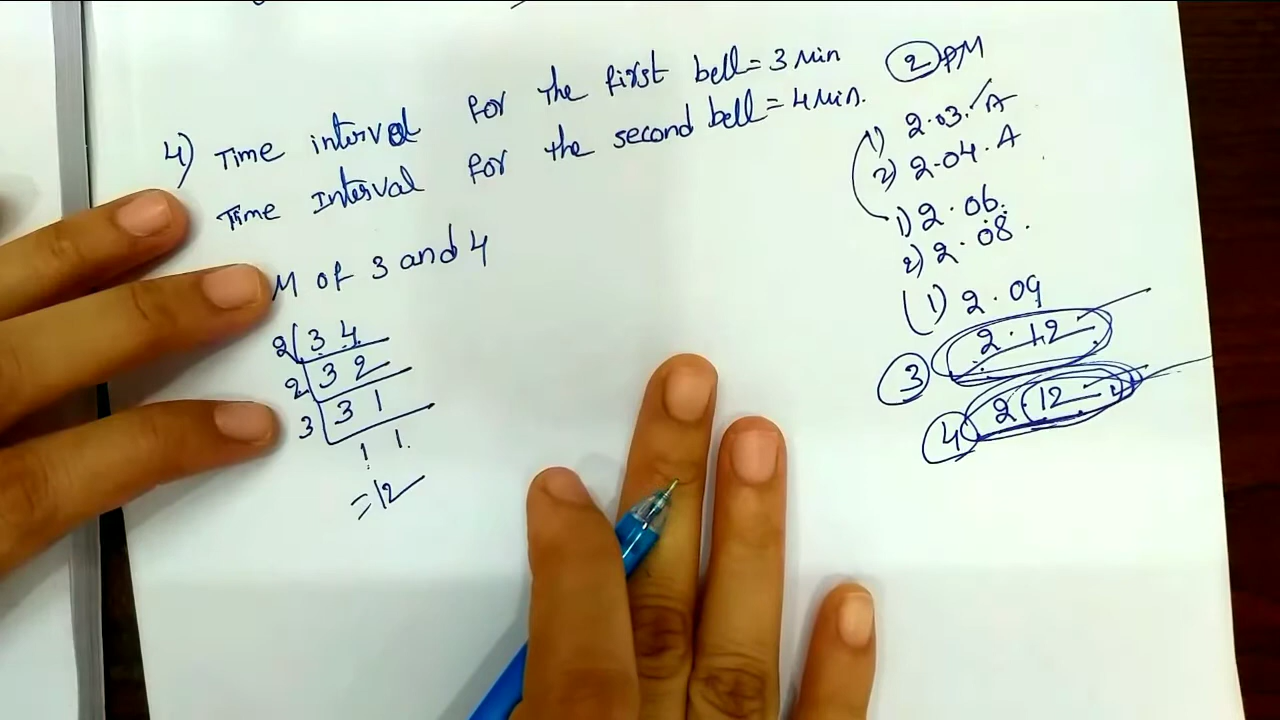 4) Time interval for the first bell = 3 Min
Time Interval for the second bell = 4 Min.
M of 3 and 4
2 3 4
2 3 2
3 3 1
1 1.
= 12
2 PM
1) 2.03. A
2) 2.04. A
1) 2.06.
2) 2.08.
1) 2.09
3 2.12
4 2.12